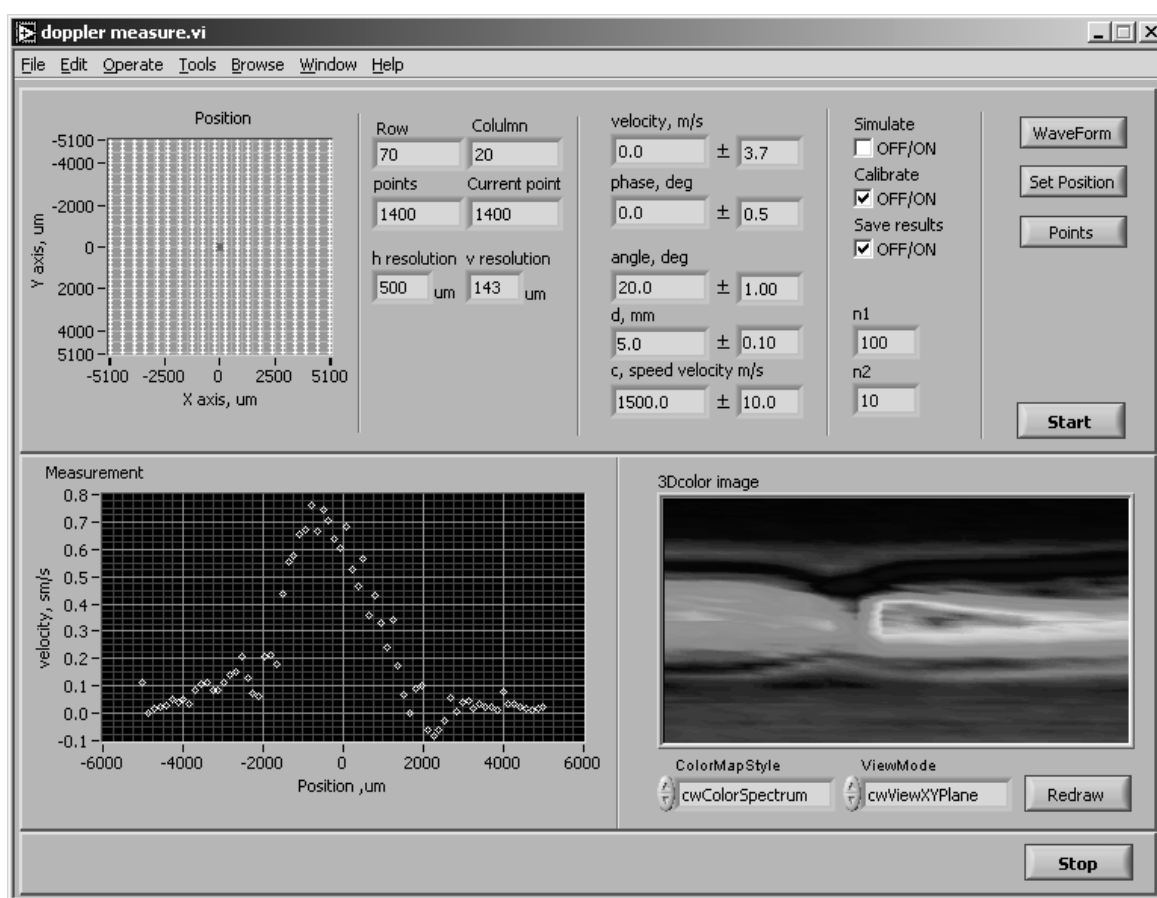 doppler measure.vi
File Edit Operate Tools Browse Window Help
Position
-5100
-4000
-2000
0
2000
4000
5100
Y axis, um
-5100 -2500 0 2500 5100
X axis, um
Row Colulmn
70 20
points Current point
1400 1400
h resolution v resolution
500 um 143 um
velocity, m/s
0.0 ± 3.7
phase, deg
0.0 ± 0.5
angle, deg
20.0 ± 1.00
d, mm
5.0 ± 0.10
c, speed velocity m/s
1500.0 ± 10.0
Simulate
OFF/ON
Calibrate
OFF/ON
Save results
OFF/ON
n1
100
n2
10
WaveForm
Set Position
Points
Start
Measurement
0.8
0.7
0.6
0.5
0.4
0.3
0.2
0.1
0.0
-0.1
velocity, sm/s
-6000 -4000 -2000 0 2000 4000 6000
Position ,um
3Dcolor image
ColorMapStyle ViewMode
cwColorSpectrum cwViewXYPlane Redraw
Stop